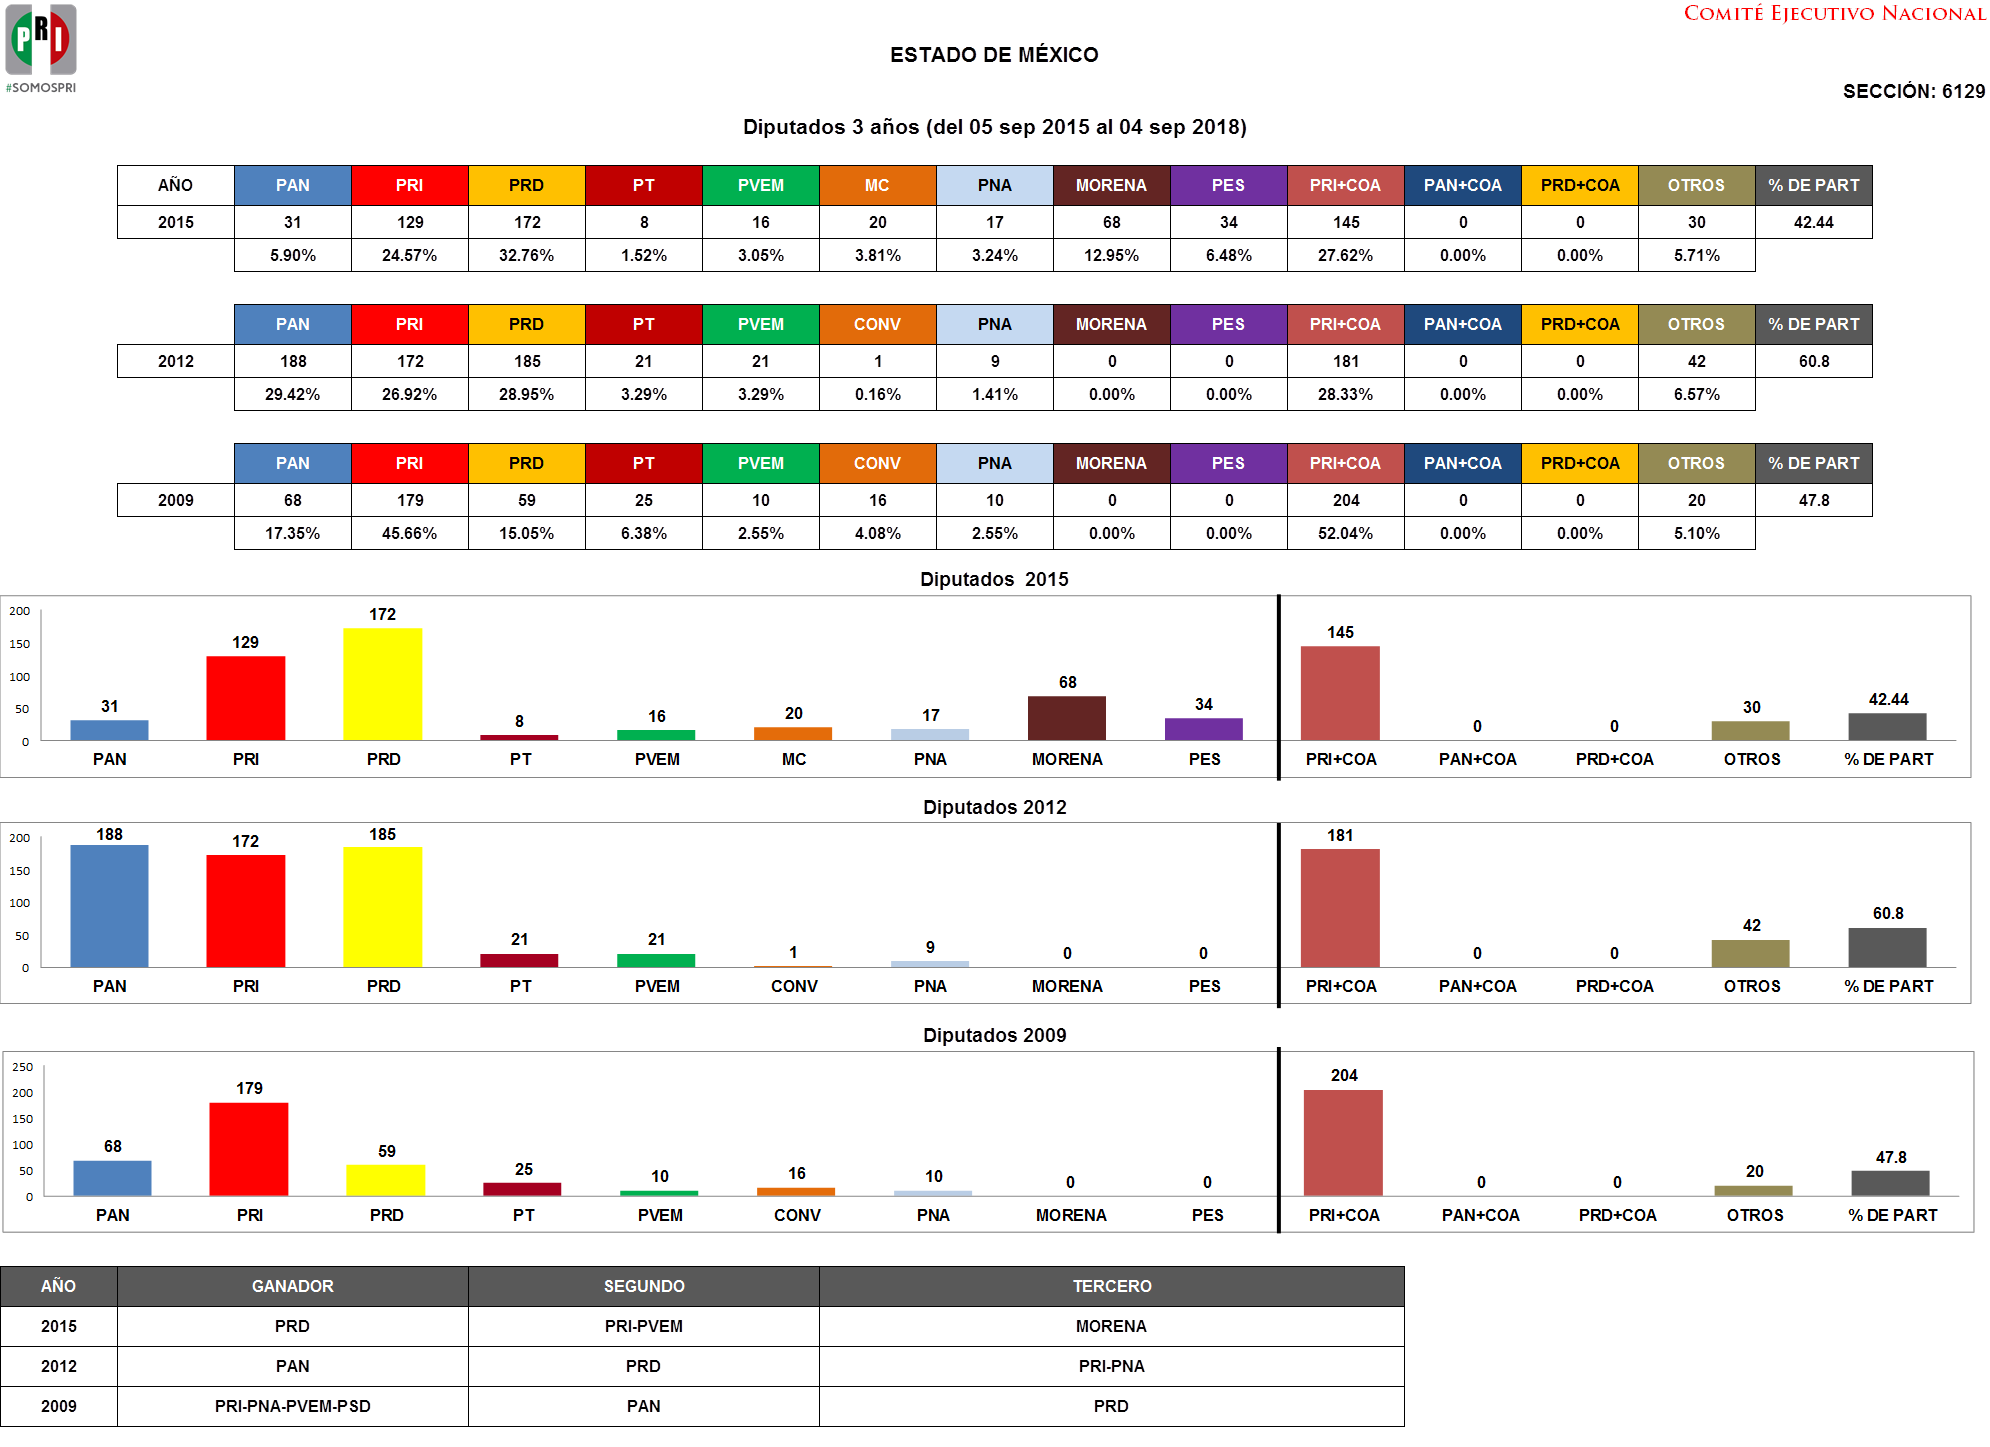 PRI
#SOMOSPRI
Comité Ejecutivo Nacional
ESTADO DE MÉXICO
SECCIÓN: 6129
Diputados 3 años (del 05 sep 2015 al 04 sep 2018)
AÑO PAN PRI PRD PT PVEM MC PNA MORENA PES PRI+COA PAN+COA PRD+COA OTROS % DE PART
2015 31 129 172 8 16 20 17 68 34 145 0 0 30 42.44
5.90% 24.57% 32.76% 1.52% 3.05% 3.81% 3.24% 12.95% 6.48% 27.62% 0.00% 0.00% 5.71%
PAN PRI PRD PT PVEM CONV PNA MORENA PES PRI+COA PAN+COA PRD+COA OTROS % DE PART
2012 188 172 185 21 21 1 9 0 0 181 0 0 42 60.8
29.42% 26.92% 28.95% 3.29% 3.29% 0.16% 1.41% 0.00% 0.00% 28.33% 0.00% 0.00% 6.57%
PAN PRI PRD PT PVEM CONV PNA MORENA PES PRI+COA PAN+COA PRD+COA OTROS % DE PART
2009 68 179 59 25 10 16 10 0 0 204 0 0 20 47.8
17.35% 45.66% 15.05% 6.38% 2.55% 4.08% 2.55% 0.00% 0.00% 52.04% 0.00% 0.00% 5.10%
Diputados 2015
200
150
100
50
0
31 129 172 8 16 20 17 68 34 145 0 0 30 42.44
PAN PRI PRD PT PVEM MC PNA MORENA PES PRI+COA PAN+COA PRD+COA OTROS % DE PART
Diputados 2012
200
150
100
50
0
188 172 185 21 21 1 9 0 0 181 0 0 42 60.8
PAN PRI PRD PT PVEM CONV PNA MORENA PES PRI+COA PAN+COA PRD+COA OTROS % DE PART
Diputados 2009
250
200
150
100
50
0
68 179 59 25 10 16 10 0 0 204 0 0 20 47.8
PAN PRI PRD PT PVEM CONV PNA MORENA PES PRI+COA PAN+COA PRD+COA OTROS % DE PART
AÑO GANADOR SEGUNDO TERCERO
2015 PRD PRI-PVEM MORENA
2012 PAN PRD PRI-PNA
2009 PRI-PNA-PVEM-PSD PAN PRD